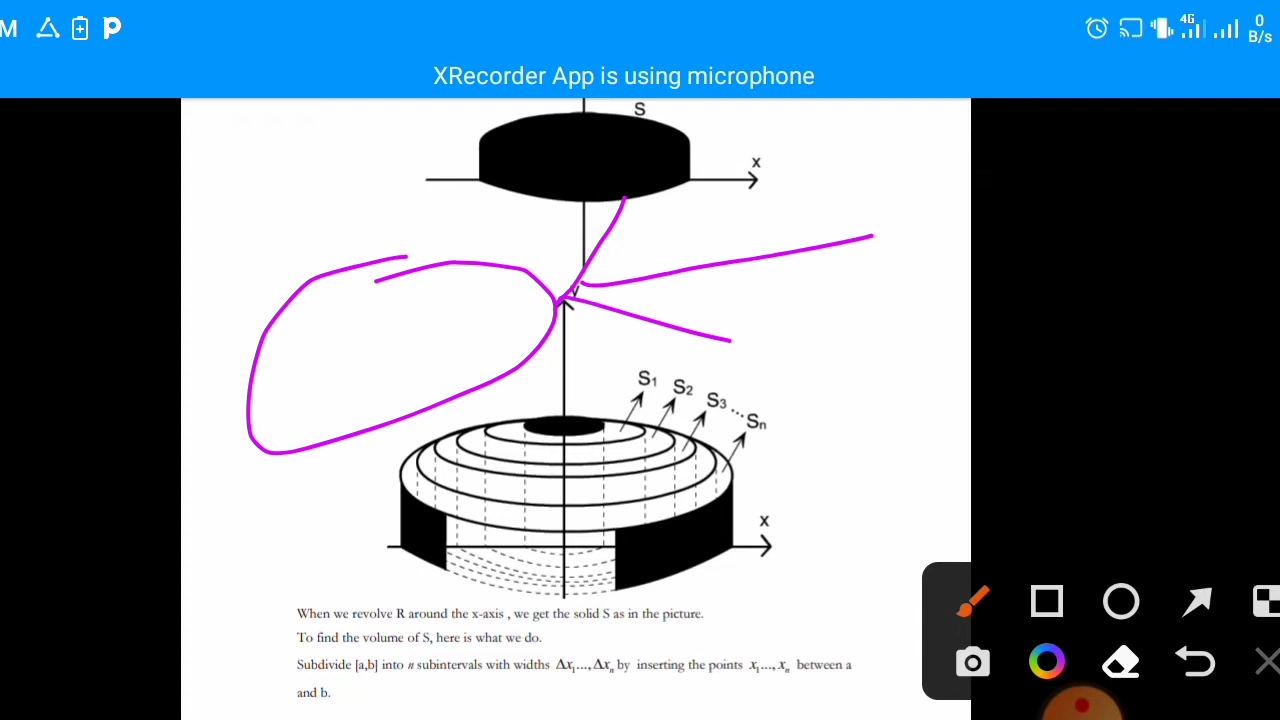 M
4G
0
B/s
XRecorder App is using microphone
S
x
y
S1 S2 S3 ... Sn
x
When we revolve R around the x-axis , we get the solid S as in the picture.
To find the volume of S, here is what we do.
Subdivide [a,b] into n subintervals with widths Δx₁...,Δxₙ by inserting the points x₁...,xₙ between a
and b.